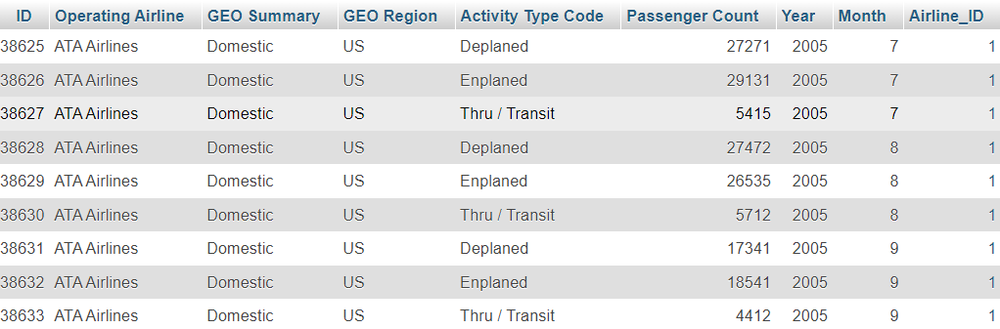 ID Operating Airline GEO Summary GEO Region Activity Type Code Passenger Count Year Month Airline_ID
38625 ATA Airlines Domestic US Deplaned 27271 2005 7 1
38626 ATA Airlines Domestic US Enplaned 29131 2005 7 1
38627 ATA Airlines Domestic US Thru / Transit 5415 2005 7 1
38628 ATA Airlines Domestic US Deplaned 27472 2005 8 1
38629 ATA Airlines Domestic US Enplaned 26535 2005 8 1
38630 ATA Airlines Domestic US Thru / Transit 5712 2005 8 1
38631 ATA Airlines Domestic US Deplaned 17341 2005 9 1
38632 ATA Airlines Domestic US Enplaned 18541 2005 9 1
38633 ATA Airlines Domestic US Thru / Transit 4412 2005 9 1